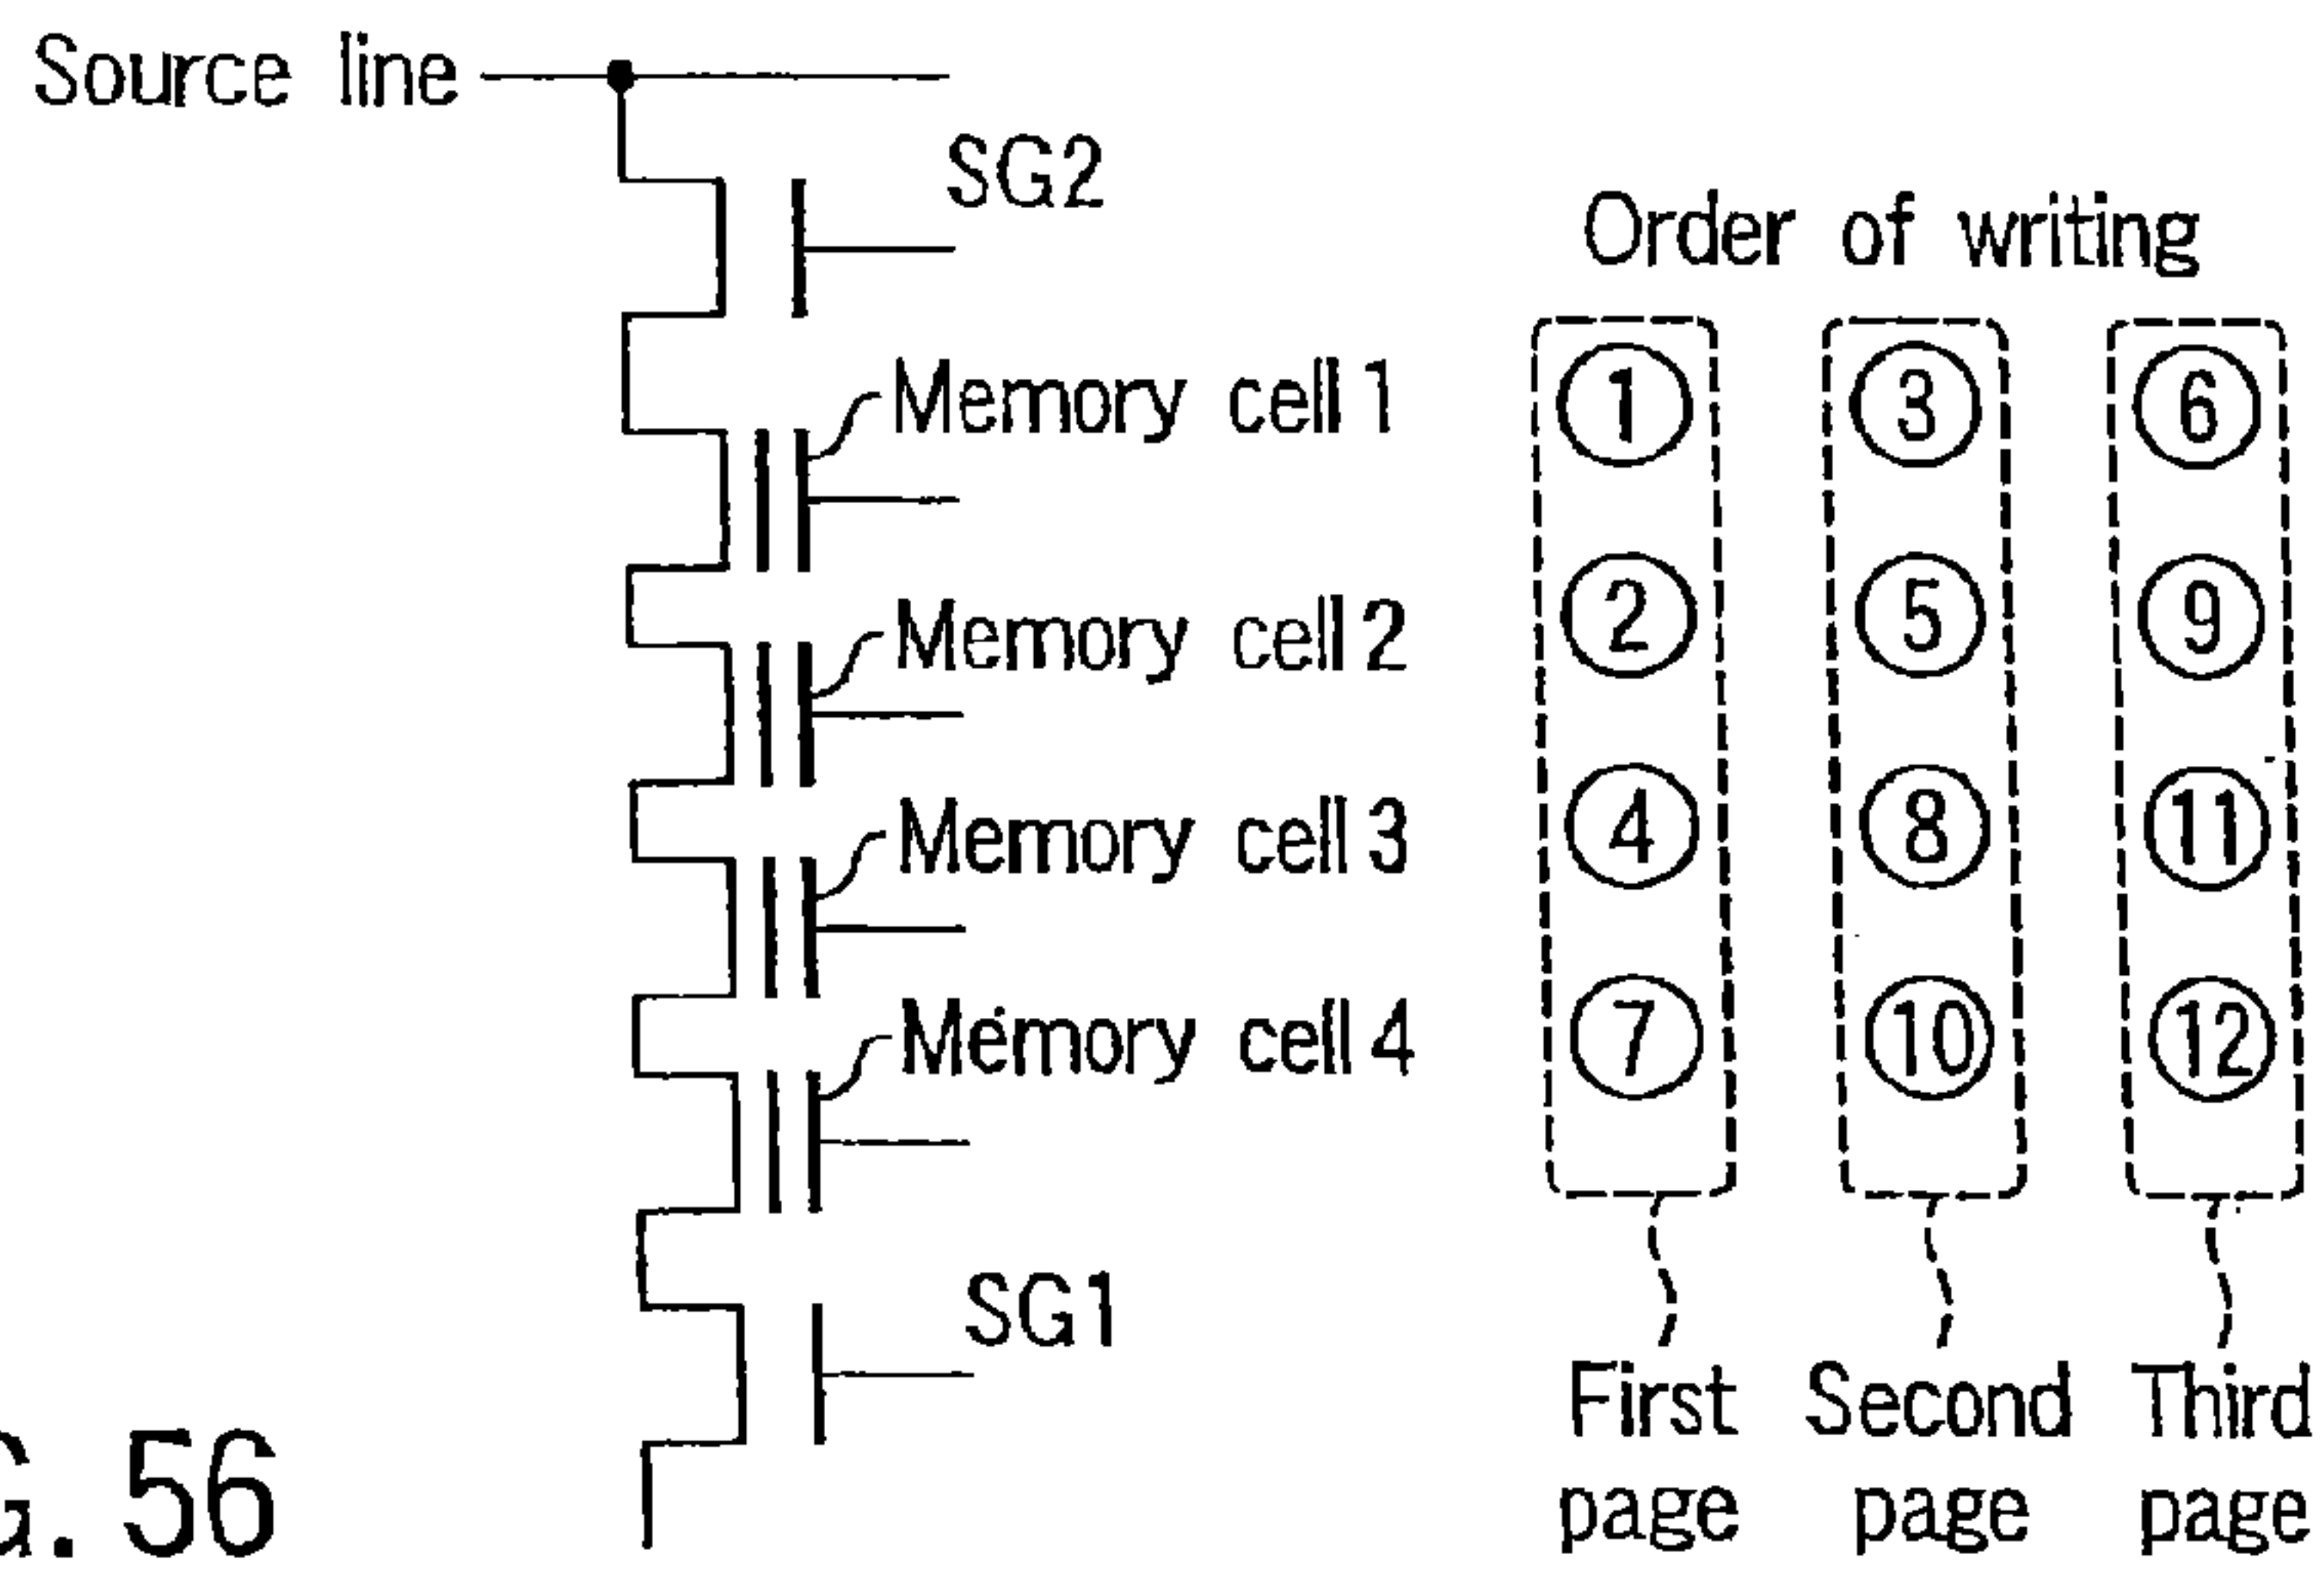 Source line
SG2
Order of writing
Memory cell 1 1 3 6
Memory cell 2 2 5 9
Memory cell 3 4 8 11
Memory cell 4 7 10 12
SG1
First page Second page Third page
G. 56